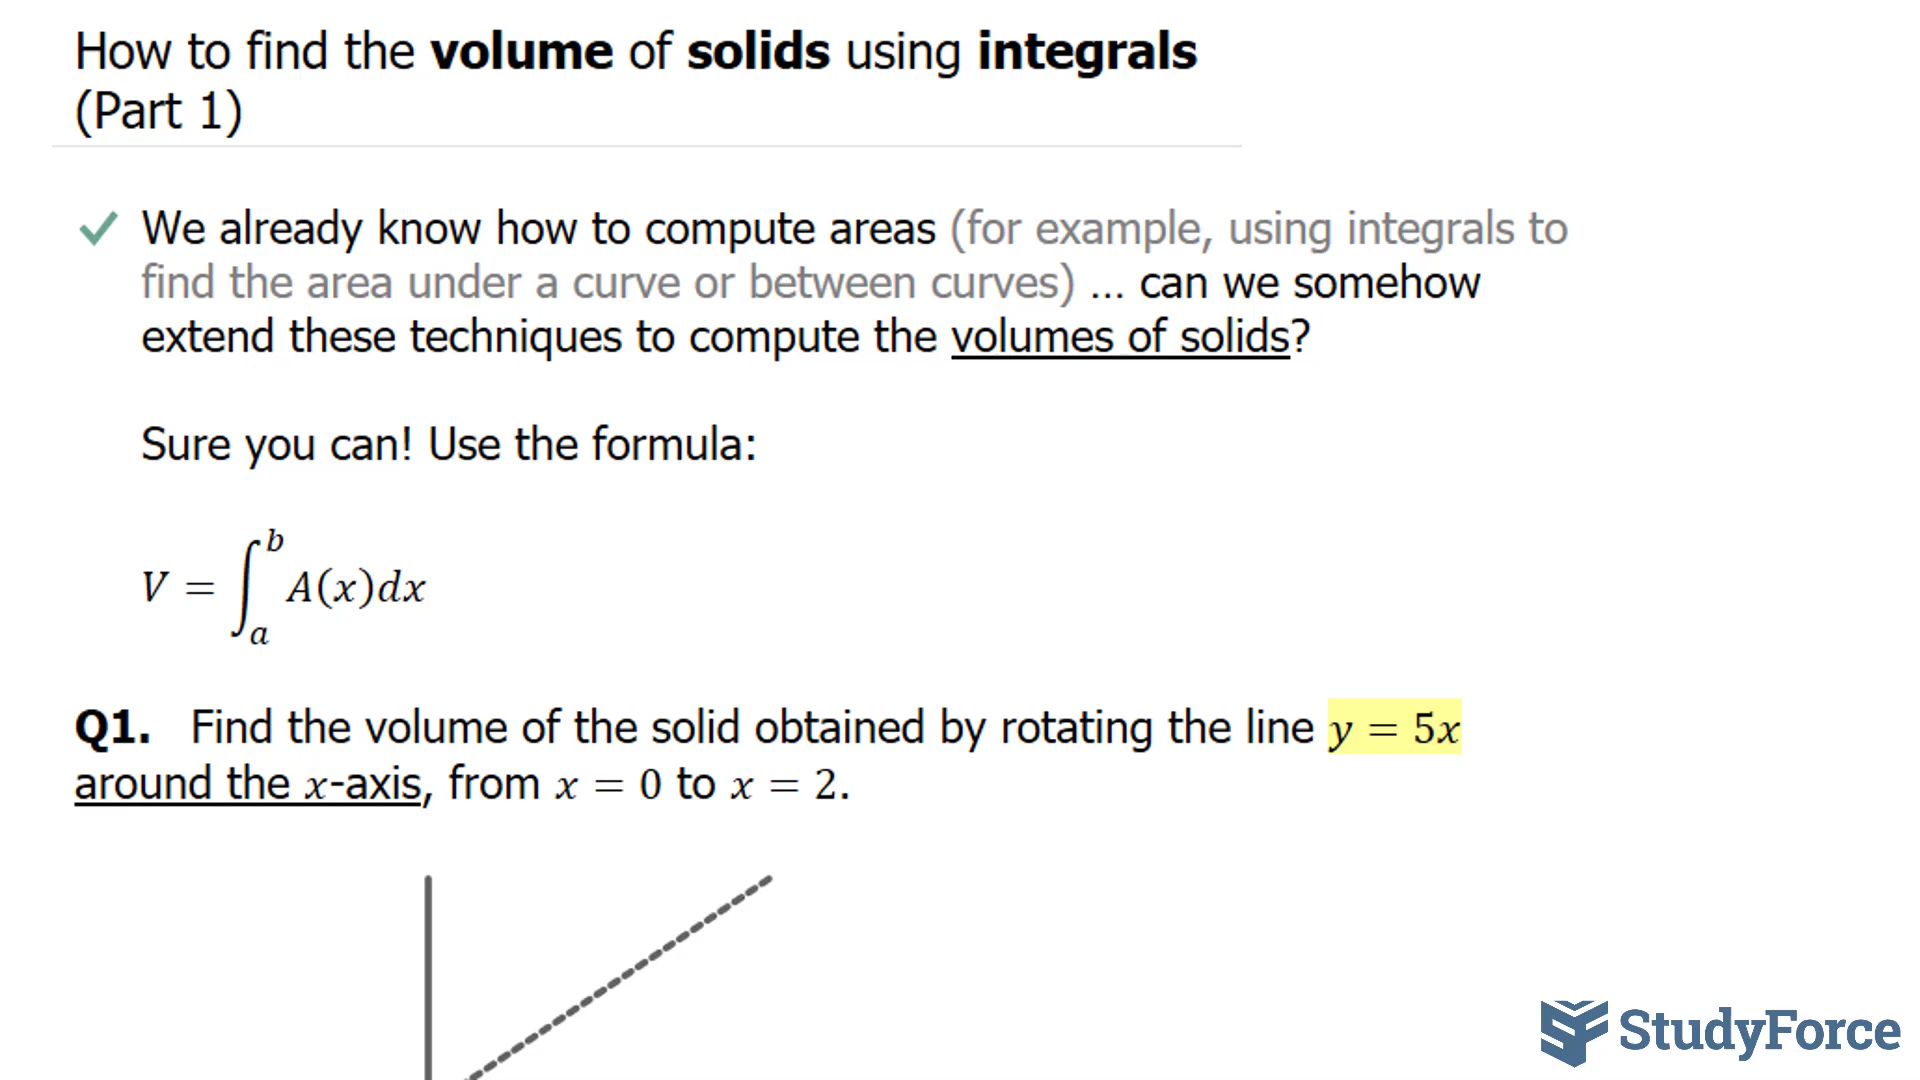 How to find the volume of solids using integrals
(Part 1)
We already know how to compute areas (for example, using integrals to
find the area under a curve or between curves) ... can we somehow
extend these techniques to compute the volumes of solids?
Sure you can! Use the formula:
V = ∫_a^b A(x)dx
Q1. Find the volume of the solid obtained by rotating the line y = 5x
around the x-axis, from x = 0 to x = 2.
StudyForce